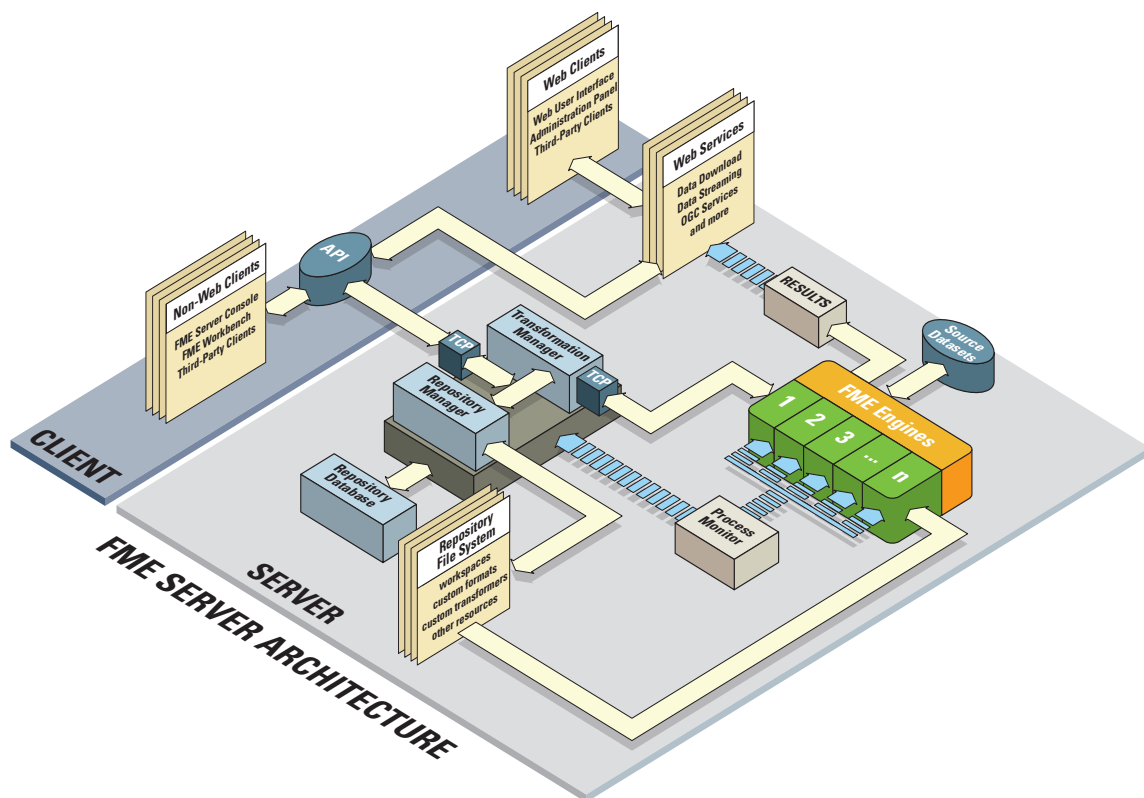 Web Clients
Web User Interface
Administration Panel
Third-Party Clients
Web Services
Data Download
Data Streaming
OGC Services
and more
API
Non-Web Clients
FME Server Console
FME Workbench
Third-Party Clients
RESULTS
Source
Datasets
TCP
Transformation
Manager
TCP
Repository
Manager
FME Engines
1
2
3
...
n
Repository
Database
Process
Monitor
Repository
File System
workspaces
custom formats
custom transformers
other resources
CLIENT
SERVER
FME SERVER ARCHITECTURE